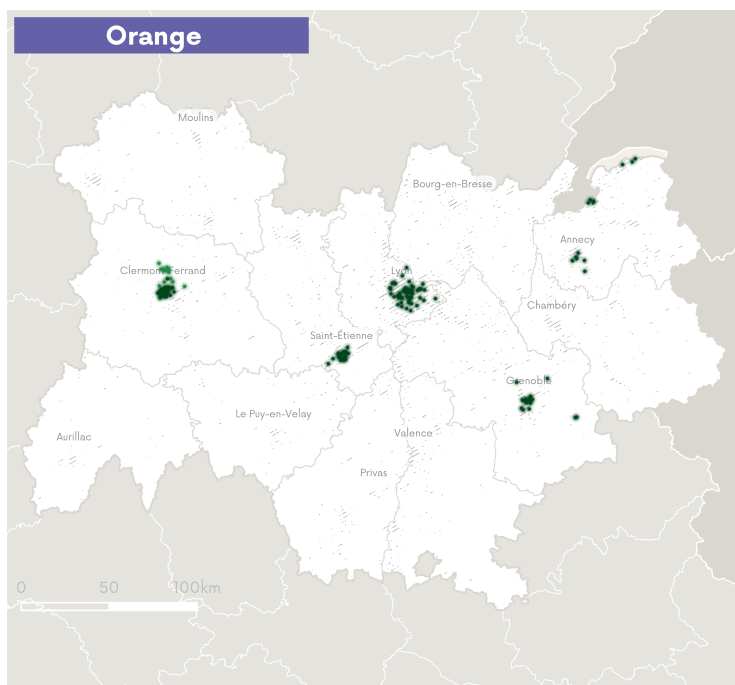 Orange
Moulins
Bourg-en-Bresse
Annecy
Clermont-Ferrand
Lyon
Chambéry
Saint-Étienne
Grenoble
Le Puy-en-Velay
Aurillac
Valence
Privas
0 50 100km